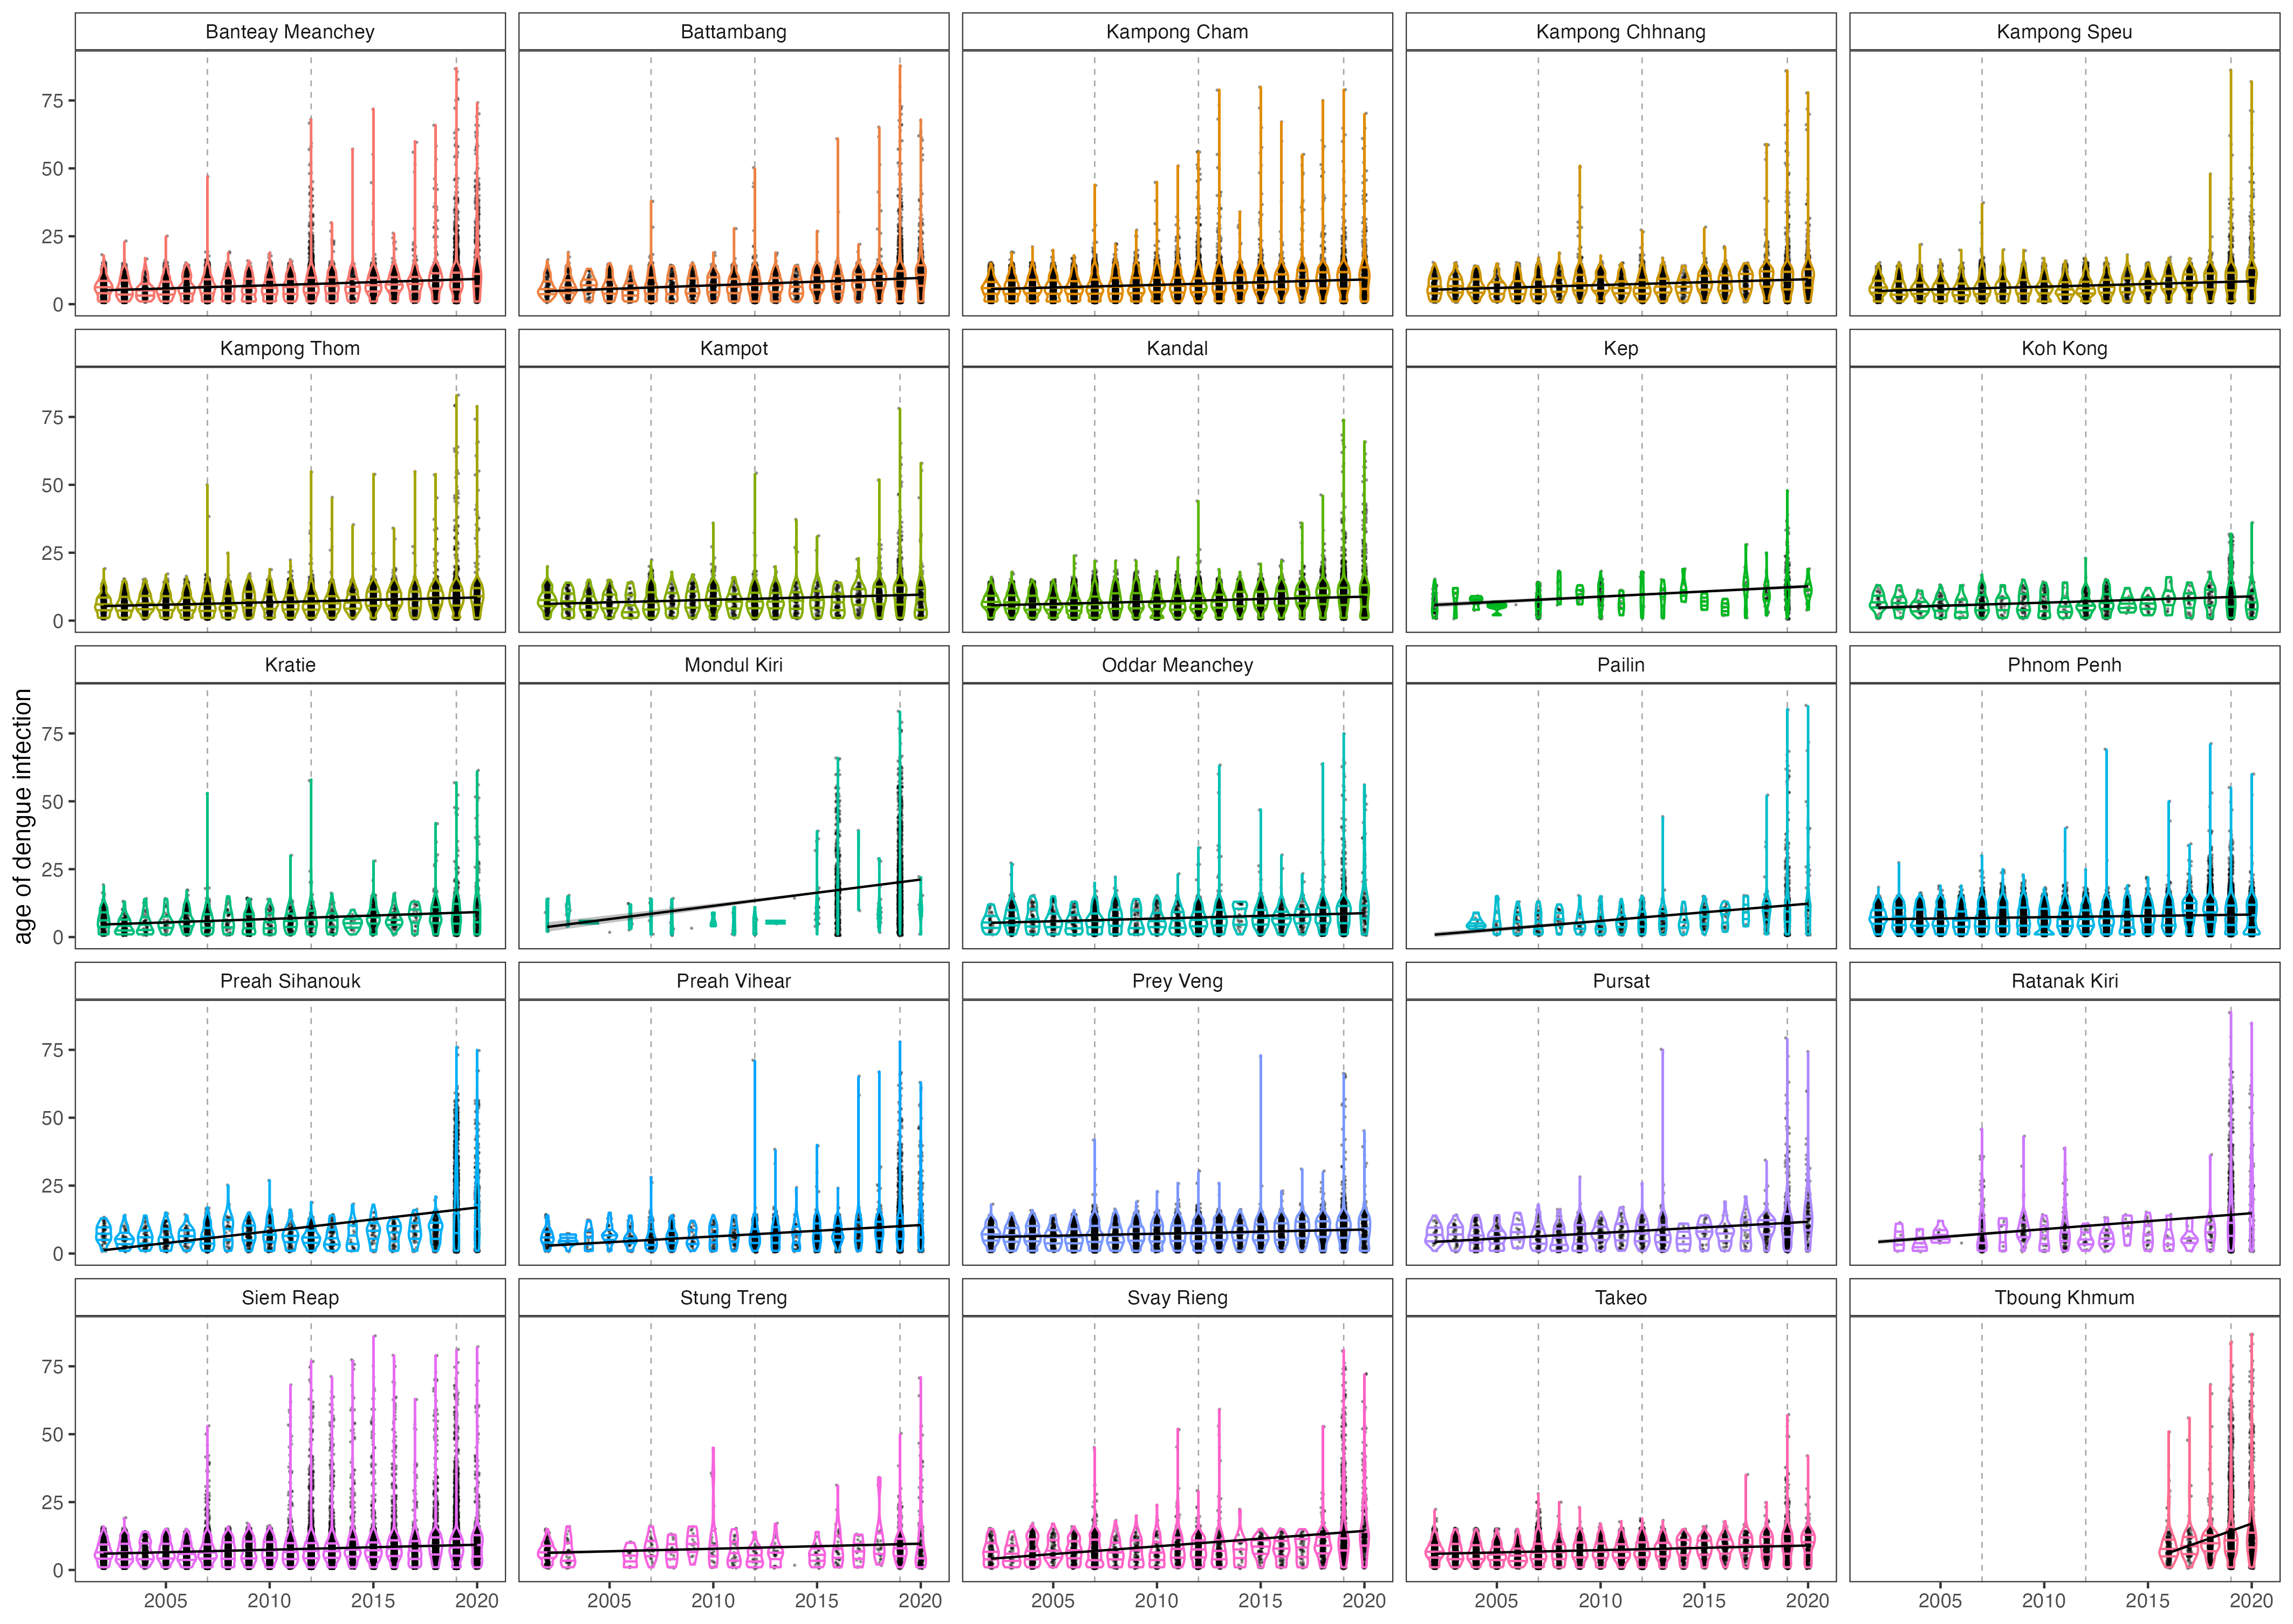 Banteay Meanchey Battambang Kampong Cham Kampong Chhnang Kampong Speu
75
50
25
0
Kampong Thom Kampot Kandal Kep Koh Kong
75
50
25
0
Kratie Mondul Kiri Oddar Meanchey Pailin Phnom Penh
75
50
25
0
age of dengue infection
Preah Sihanouk Preah Vihear Prey Veng Pursat Ratanak Kiri
75
50
25
0
Siem Reap Stung Treng Svay Rieng Takeo Tboung Khmum
75
50
25
0
2005 2010 2015 2020 2005 2010 2015 2020 2005 2010 2015 2020 2005 2010 2015 2020 2005 2010 2015 2020